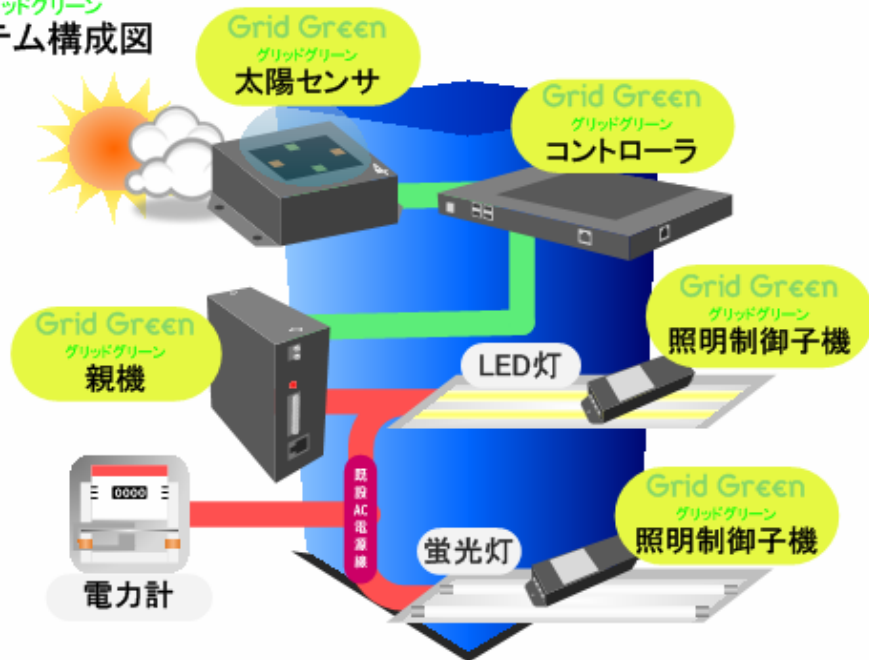 ッドグリーン
テム構成図
Grid Green
グリッドグリーン
太陽センサ
Grid Green
グリッドグリーン
コントローラ
Grid Green
グリッドグリーン
照明制御子機
Grid Green
グリッドグリーン
親機
LED灯
既設AC電源線
0000
電力計
Grid Green
グリッドグリーン
照明制御子機
蛍光灯